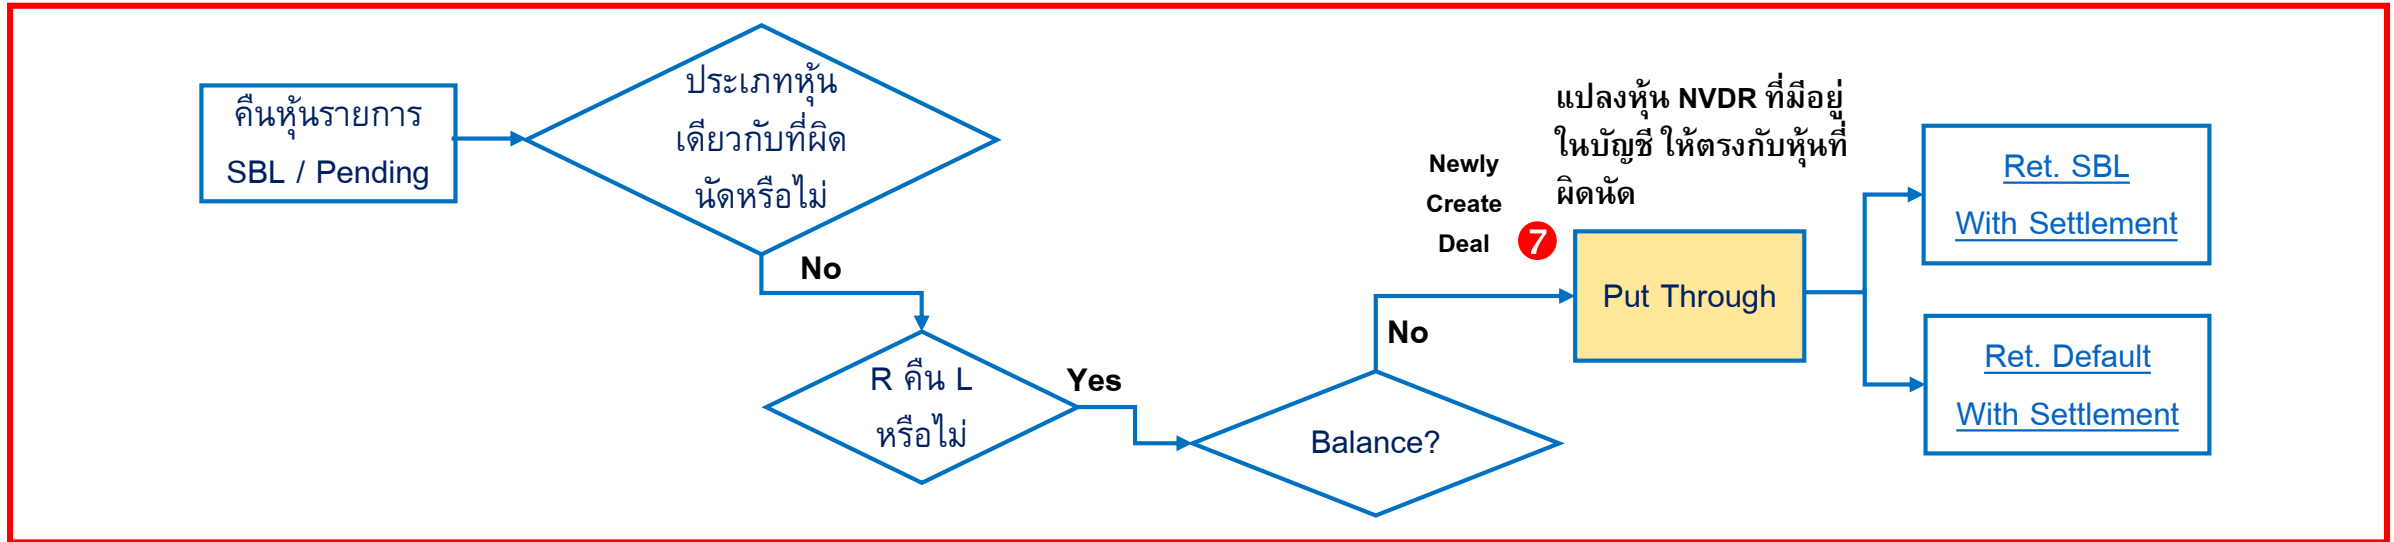 คืนหุ้นรายการ
SBL / Pending
ประเภทหุ้น
เดียวกับที่ผิด
นัดหรือไม่
No
R คืน L
หรือไม่
Yes
Balance?
No
Newly
Create
Deal
7
แปลงหุ้น NVDR ที่มีอยู่
ในบัญชี ให้ตรงกับหุ้นที่
ผิดนัด
Put Through
Ret. SBL
With Settlement
Ret. Default
With Settlement